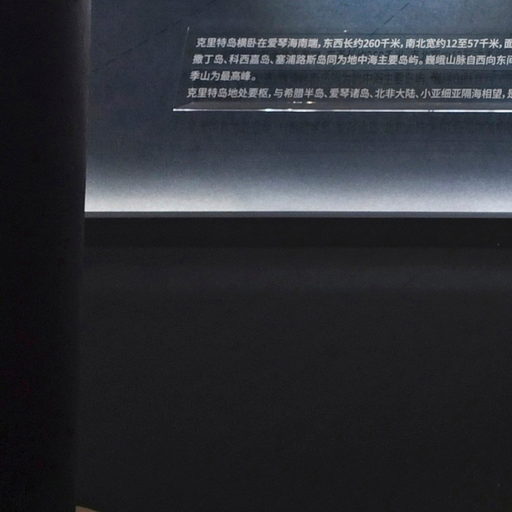 克里特岛横卧在爱琴海南端，东西长约260千米，南北宽约12至57千米，面
撒丁岛、科西嘉岛、塞浦路斯岛同为地中海主要岛屿。巍峨山脉自西向东
季山为最高峰。
克里特岛地处要枢，与希腊半岛、爱琴诸岛、北非大陆、小亚细亚隔海相望，